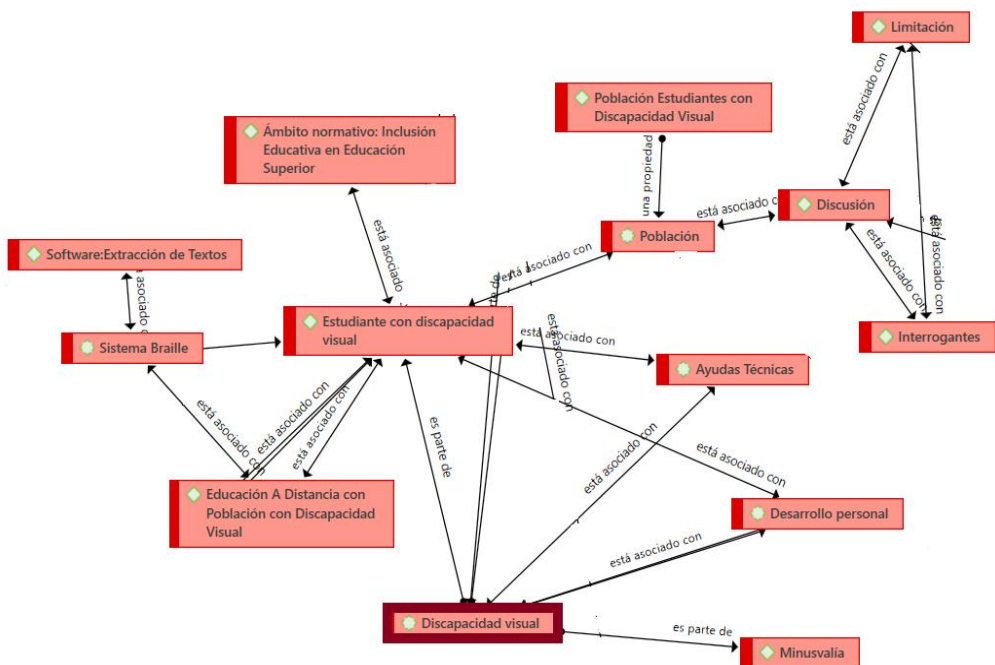 Limitación
está asociado con
Población Estudiantes con
Discapacidad Visual
Ámbito normativo: Inclusión
Educativa en Educación
Superior
una propiedad
está asociado con
está asociado c
Discusión
Población
está asociado
está asociado con
está asociado con
Software:Extracción de Textos
asociado
Estudiante con discapacidad
visual
está asociado con
está asociado con
Interrogantes
Sistema Braille
Ayudas Técnicas
está asociado con
está asociado con
está asociado con
es parte de
está asociado con
está asociado con
Educación A Distancia con
Población con Discapacidad
Visual
Desarrollo personal
está asociado con
Discapacidad visual
es parte de
Minusvalía